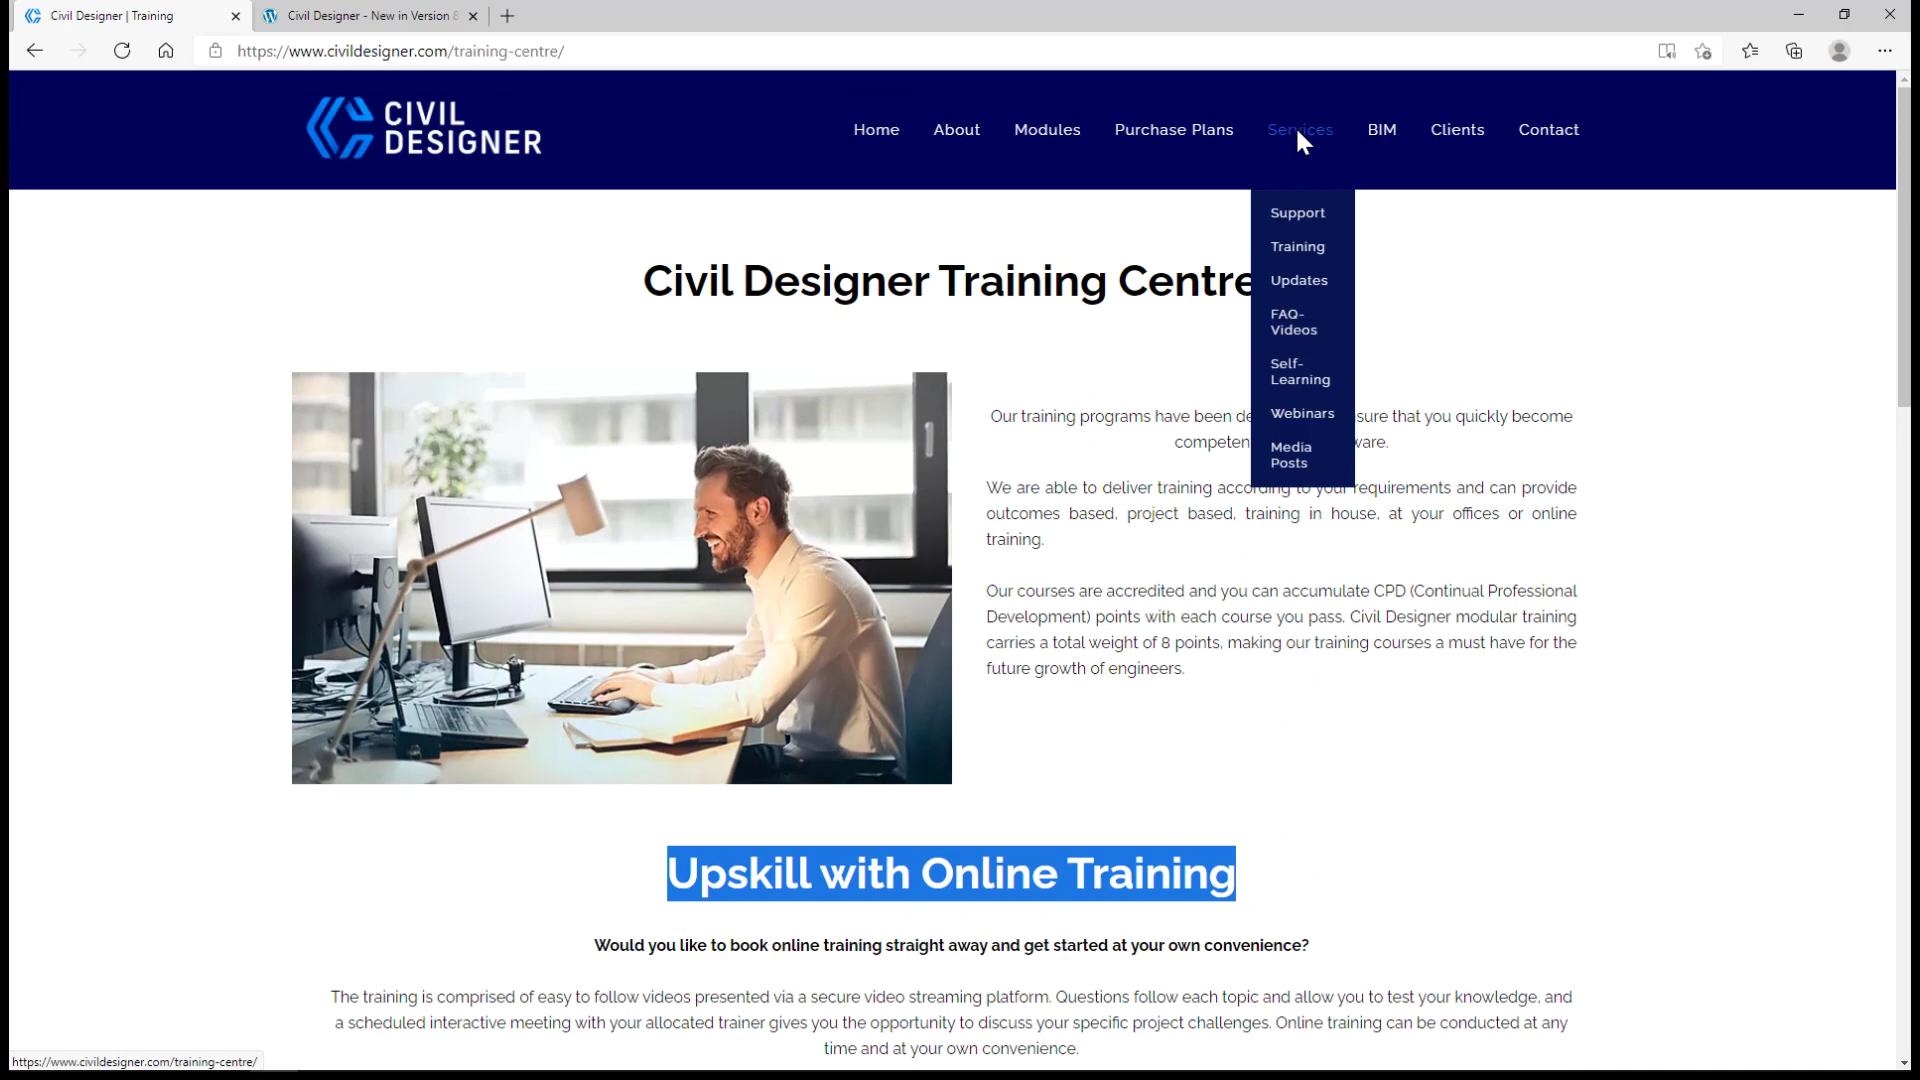 Civil Designer | Training
Civil Designer - New in Version 8
https://www.civildesigner.com/training-centre/
CIVIL
DESIGNER
Home About Modules Purchase Plans Services BIM Clients Contact
Support
Training
Updates
FAQ-
Videos
Self-
Learning
Webinars
Media
Posts
Civil Designer Training Centre
Our training programs have been de sure that you quickly become
competent ware.
We are able to deliver training according to your requirements and can provide
outcomes based, project based, training in house, at your offices or online
training.
Our courses are accredited and you can accumulate CPD (Continual Professional
Development) points with each course you pass. Civil Designer modular training
carries a total weight of 8 points, making our training courses a must have for the
future growth of engineers.
Upskill with Online Training
Would you like to book online training straight away and get started at your own convenience?
The training is comprised of easy to follow videos presented via a secure video streaming platform. Questions follow each topic and allow you to test your knowledge, and
a scheduled interactive meeting with your allocated trainer gives you the opportunity to discuss your specific project challenges. Online training can be conducted at any
time and at your own convenience.
https://www.civildesigner.com/training-centre/